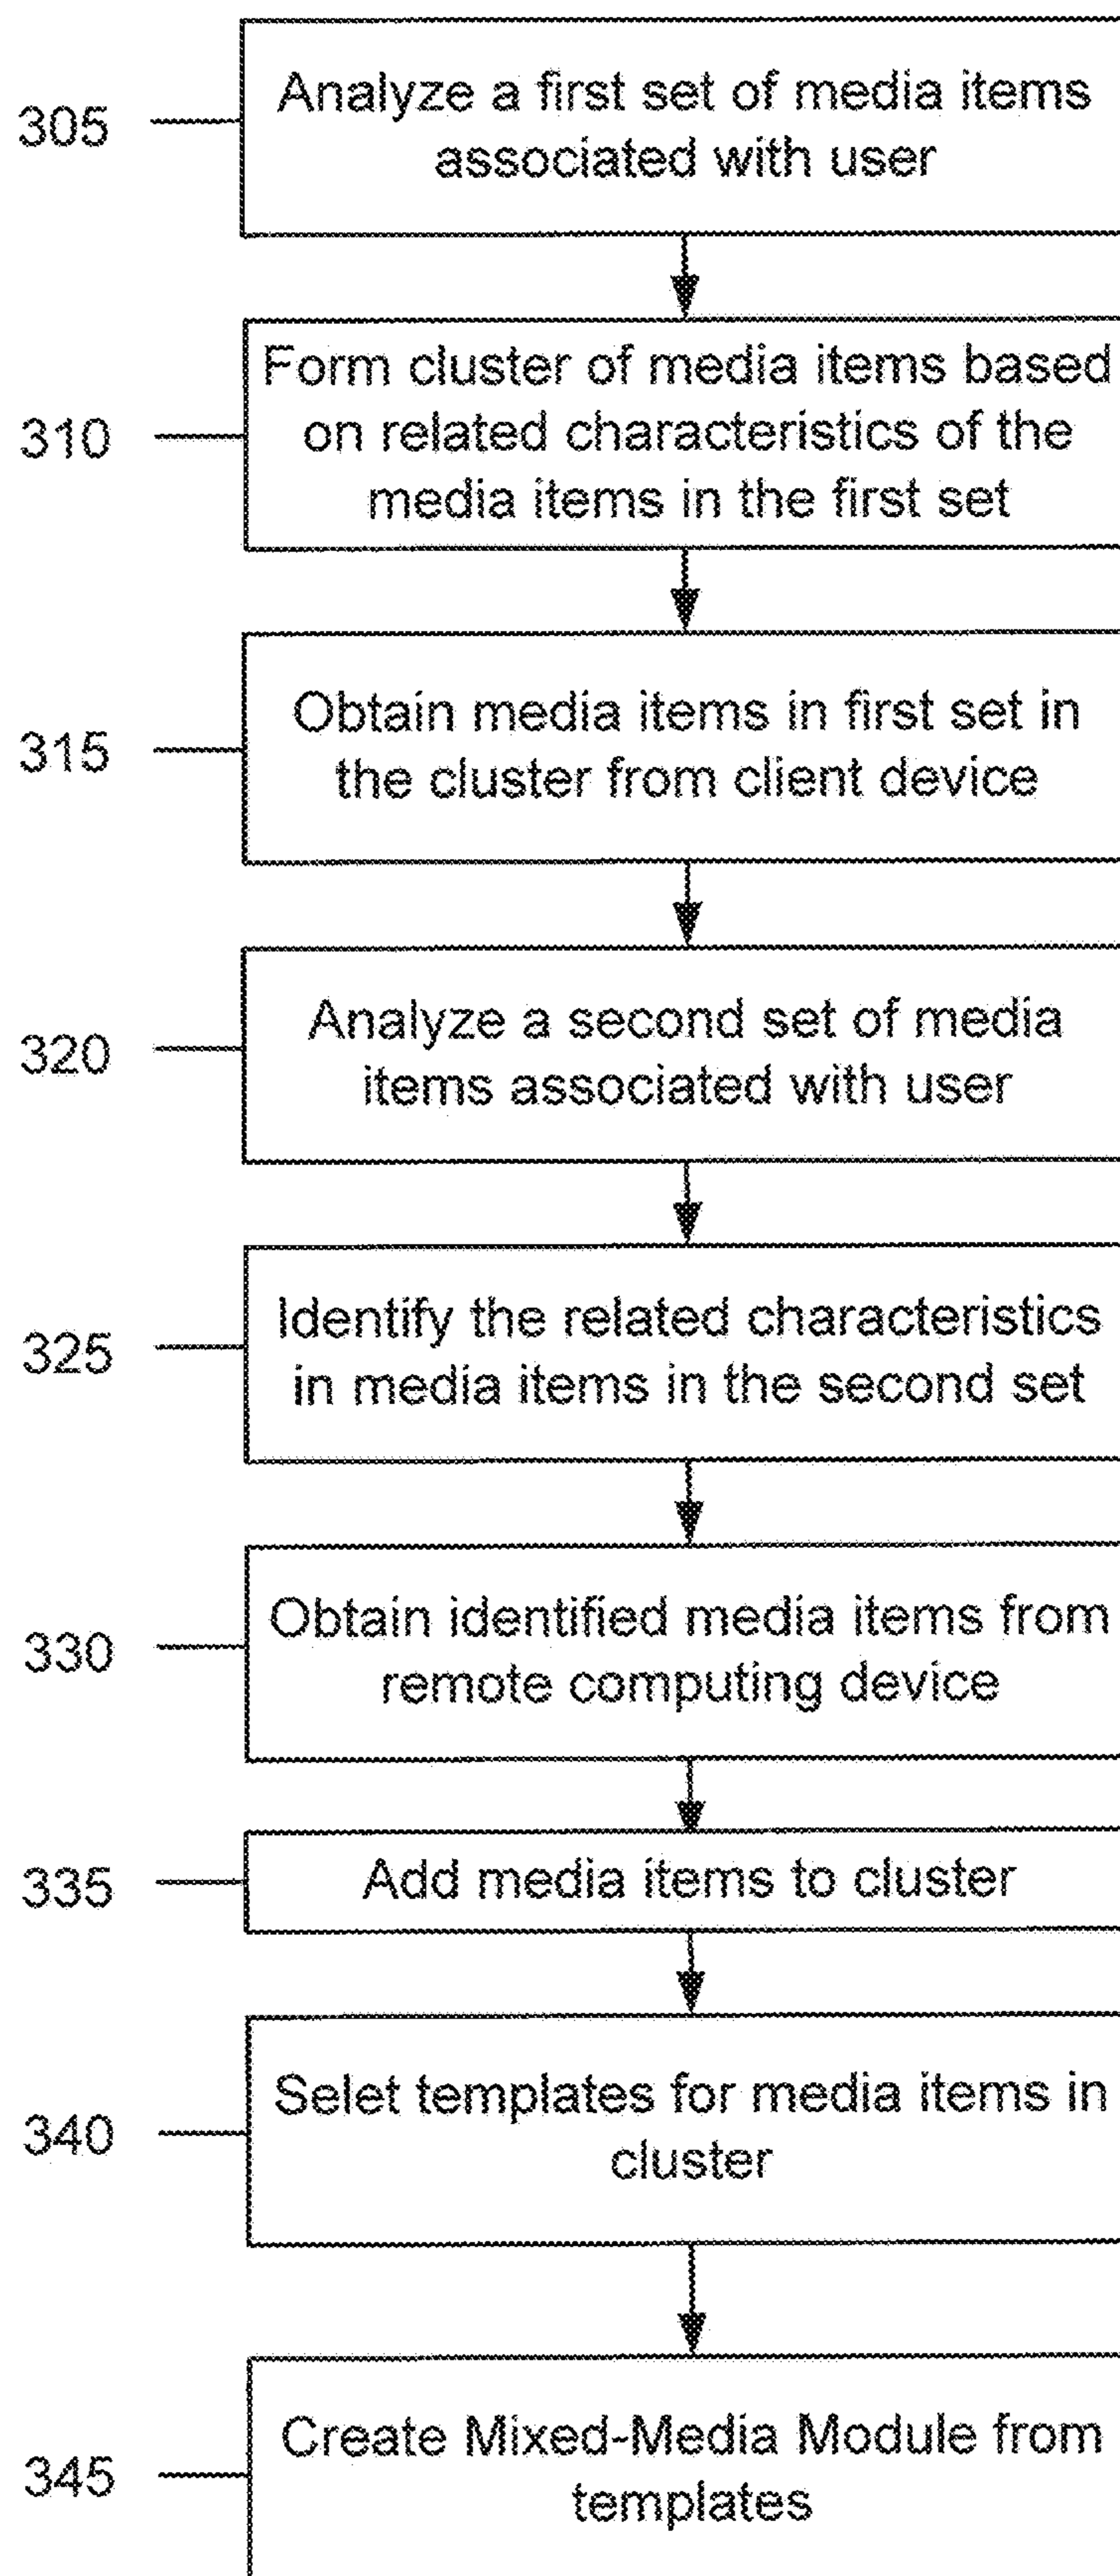 305
Analyze a first set of media items
associated with user
310
Form cluster of media items based
on related characteristics of the
media items in the first set
315
Obtain media items in first set in
the cluster from client device
320
Analyze a second set of media
items associated with user
325
Identify the related characteristics
in media items in the second set
330
Obtain identified media items from
remote computing device
335
Add media items to cluster
340
Selet templates for media items in
cluster
345
Create Mixed-Media Module from
templates